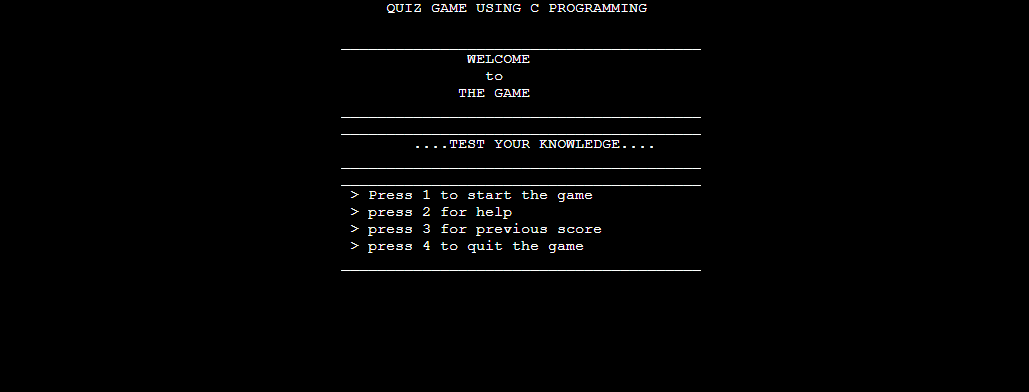 QUIZ GAME USING C PROGRAMMING
WELCOME
to
THE GAME
....TEST YOUR KNOWLEDGE....
> Press 1 to start the game
> press 2 for help
> press 3 for previous score
> press 4 to quit the game